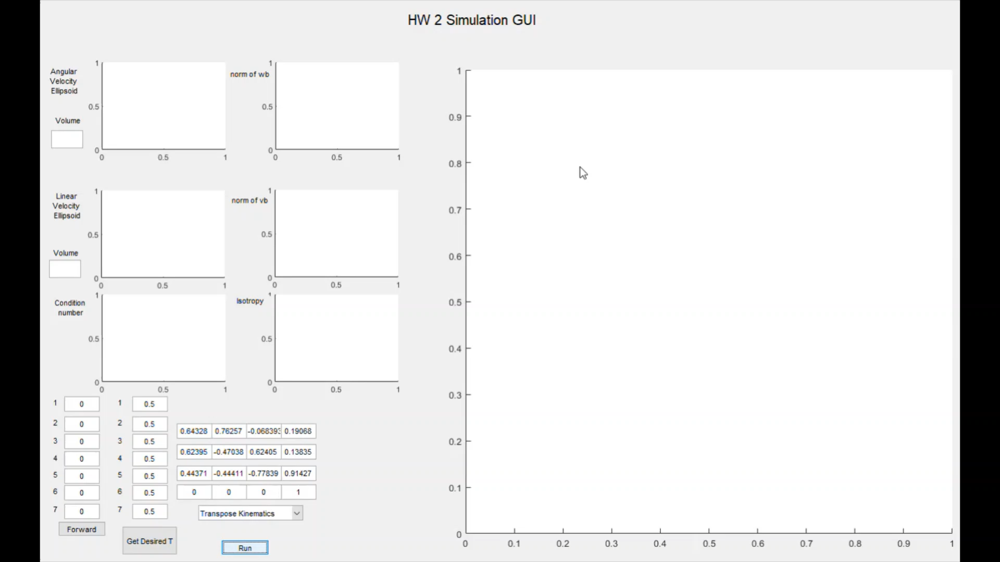 HW 2 Simulation GUI
Angular
Velocity
Ellipsoid
Volume
1
0.5
0
0 0.5 1
norm of wb
1
0.5
0
0 0.5 1
Linear
Velocity
Ellipsoid
Volume
1
0.5
0
0 0.5 1
norm of vb
1
0.5
0
0 0.5 1
Condition
number
1
0.5
0
0 0.5 1
Isotropy
1
0.5
0
0 0.5 1
1 0 1 0.5
2 0 2 0.5
3 0 3 0.5
4 0 4 0.5
5 0 5 0.5
6 0 6 0.5
7 0 7 0.5
Forward
Get Desired T
0.64328 0.76257 -0.068393 0.19068
0.62395 -0.47038 0.62405 0.13835
0.44371 -0.44411 -0.77839 0.91427
0 0 0 1
Transpose Kinematics
Run
1
0.9
0.8
0.7
0.6
0.5
0.4
0.3
0.2
0.1
0
0 0.1 0.2 0.3 0.4 0.5 0.6 0.7 0.8 0.9 1